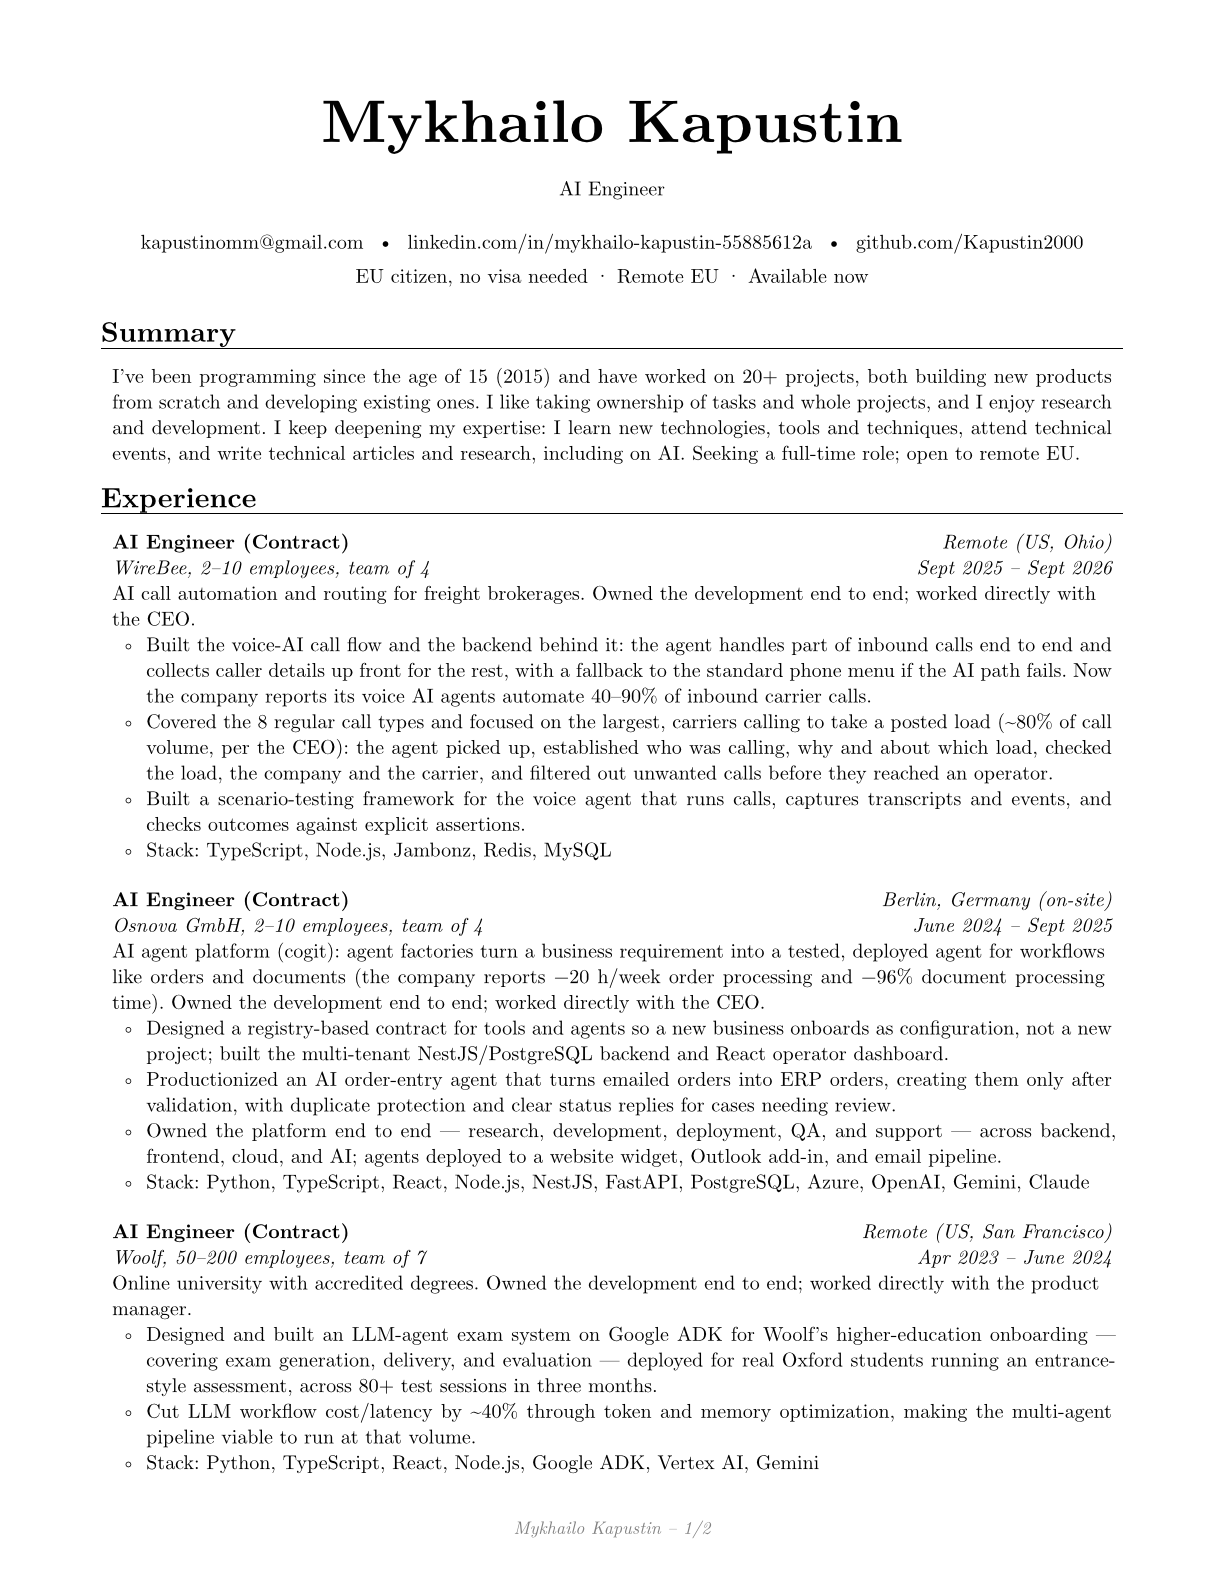 Mykhailo Kapustin
AI Engineer
kapustinomm@gmail.com • linkedin.com/in/mykhailo-kapustin-55885612a • github.com/Kapustin2000
EU citizen, no visa needed · Remote EU · Available now
Summary
I've been programming since the age of 15 (2015) and have worked on 20+ projects, both building new products
from scratch and developing existing ones. I like taking ownership of tasks and whole projects, and I enjoy research
and development. I keep deepening my expertise: I learn new technologies, tools and techniques, attend technical
events, and write technical articles and research, including on AI. Seeking a full-time role; open to remote EU.
Experience
AI Engineer (Contract) Remote (US, Ohio)
WireBee, 2–10 employees, team of 4 Sept 2025 – Sept 2026
AI call automation and routing for freight brokerages. Owned the development end to end; worked directly with
the CEO.
◦ Built the voice-AI call flow and the backend behind it: the agent handles part of inbound calls end to end and
collects caller details up front for the rest, with a fallback to the standard phone menu if the AI path fails. Now
the company reports its voice AI agents automate 40–90% of inbound carrier calls.
◦ Covered the 8 regular call types and focused on the largest, carriers calling to take a posted load (~80% of call
volume, per the CEO): the agent picked up, established who was calling, why and about which load, checked
the load, the company and the carrier, and filtered out unwanted calls before they reached an operator.
◦ Built a scenario-testing framework for the voice agent that runs calls, captures transcripts and events, and
checks outcomes against explicit assertions.
◦ Stack: TypeScript, Node.js, Jambonz, Redis, MySQL
AI Engineer (Contract) Berlin, Germany (on-site)
Osnova GmbH, 2–10 employees, team of 4 June 2024 – Sept 2025
AI agent platform (cogit): agent factories turn a business requirement into a tested, deployed agent for workflows
like orders and documents (the company reports −20 h/week order processing and −96% document processing
time). Owned the development end to end; worked directly with the CEO.
◦ Designed a registry-based contract for tools and agents so a new business onboards as configuration, not a new
project; built the multi-tenant NestJS/PostgreSQL backend and React operator dashboard.
◦ Productionized an AI order-entry agent that turns emailed orders into ERP orders, creating them only after
validation, with duplicate protection and clear status replies for cases needing review.
◦ Owned the platform end to end — research, development, deployment, QA, and support — across backend,
frontend, cloud, and AI; agents deployed to a website widget, Outlook add-in, and email pipeline.
◦ Stack: Python, TypeScript, React, Node.js, NestJS, FastAPI, PostgreSQL, Azure, OpenAI, Gemini, Claude
AI Engineer (Contract) Remote (US, San Francisco)
Woolf, 50–200 employees, team of 7 Apr 2023 – June 2024
Online university with accredited degrees. Owned the development end to end; worked directly with the product
manager.
◦ Designed and built an LLM-agent exam system on Google ADK for Woolf's higher-education onboarding —
covering exam generation, delivery, and evaluation — deployed for real Oxford students running an entrance-
style assessment, across 80+ test sessions in three months.
◦ Cut LLM workflow cost/latency by ~40% through token and memory optimization, making the multi-agent
pipeline viable to run at that volume.
◦ Stack: Python, TypeScript, React, Node.js, Google ADK, Vertex AI, Gemini
Mykhailo Kapustin – 1/2